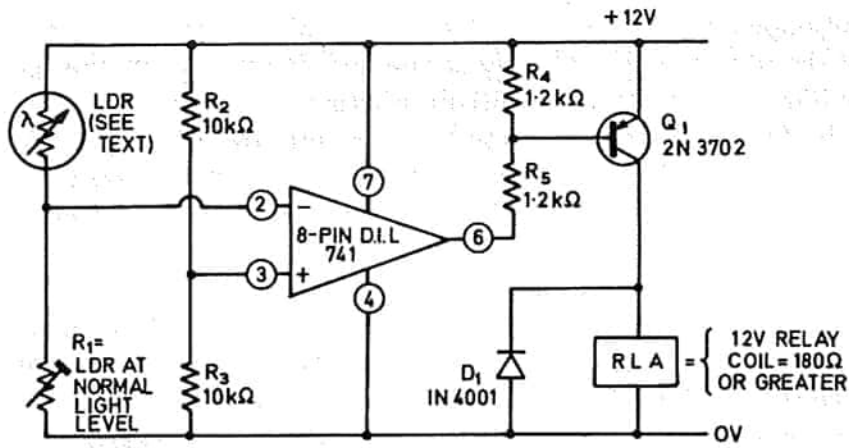 +12V
LDR
(SEE
TEXT)
λ
R2
10kΩ
R4
1·2kΩ
Q1
2N 3702
R5
1·2kΩ
7
2
−
8-PIN D.I.L
741
6
3
+
4
R1=
LDR AT
NORMAL
LIGHT
LEVEL
R3
10kΩ
D1
IN 4001
RLA
=
12V RELAY
COIL=180Ω
OR GREATER
0V